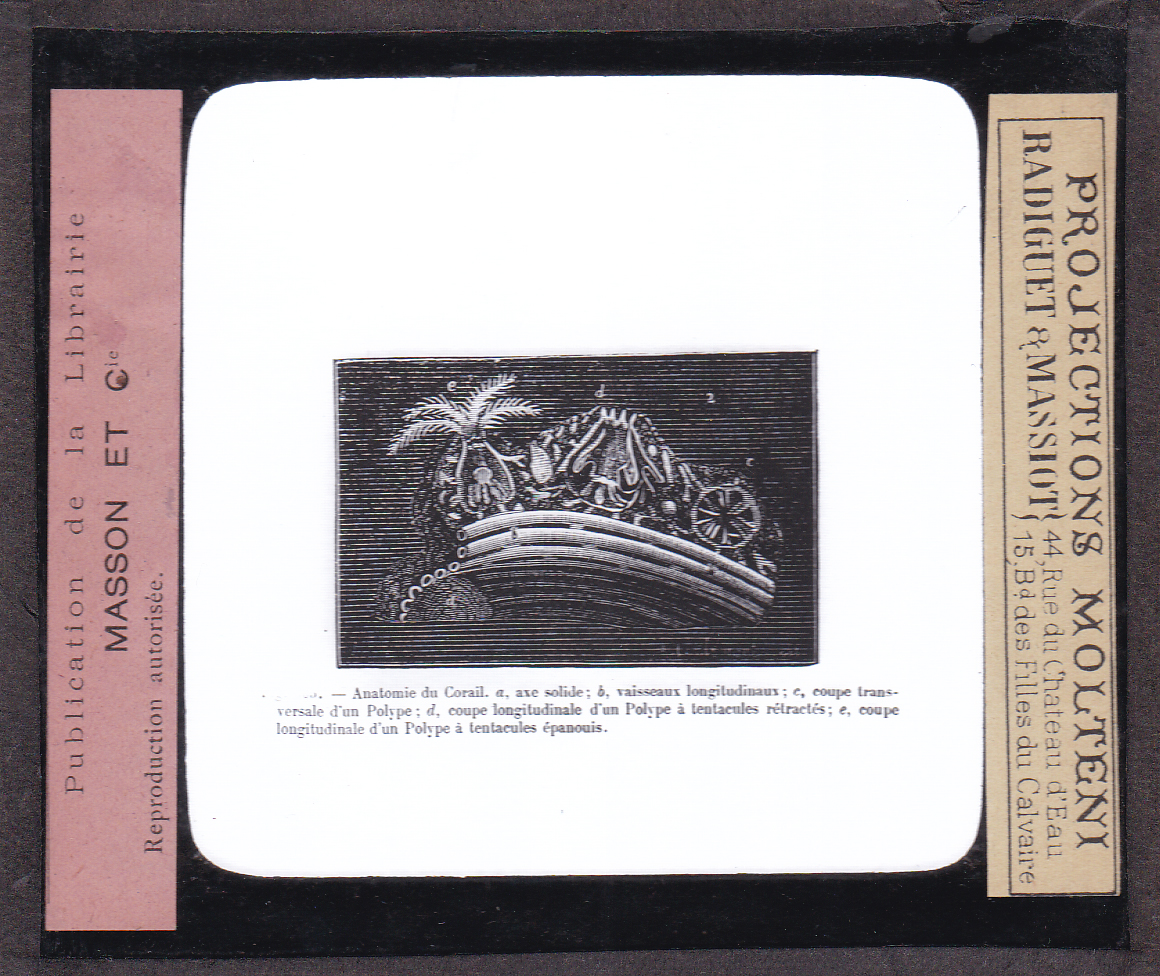 Publication de la Librairie
MASSON ET Cie
Reproduction autorisée.
e
d
2
c
b
— Anatomie du Corail. a, axe solide; b, vaisseaux longitudinaux; c, coupe trans-
versale d'un Polype; d, coupe longitudinale d'un Polype à tentacules rétractés; e, coupe
longitudinale d'un Polype à tentacules épanouis.
PROJECTIONS MOLTENI
RADIGUET & MASSIOT { 44, Rue du Chateau d'Eau
15, Bd des Filles du Calvaire